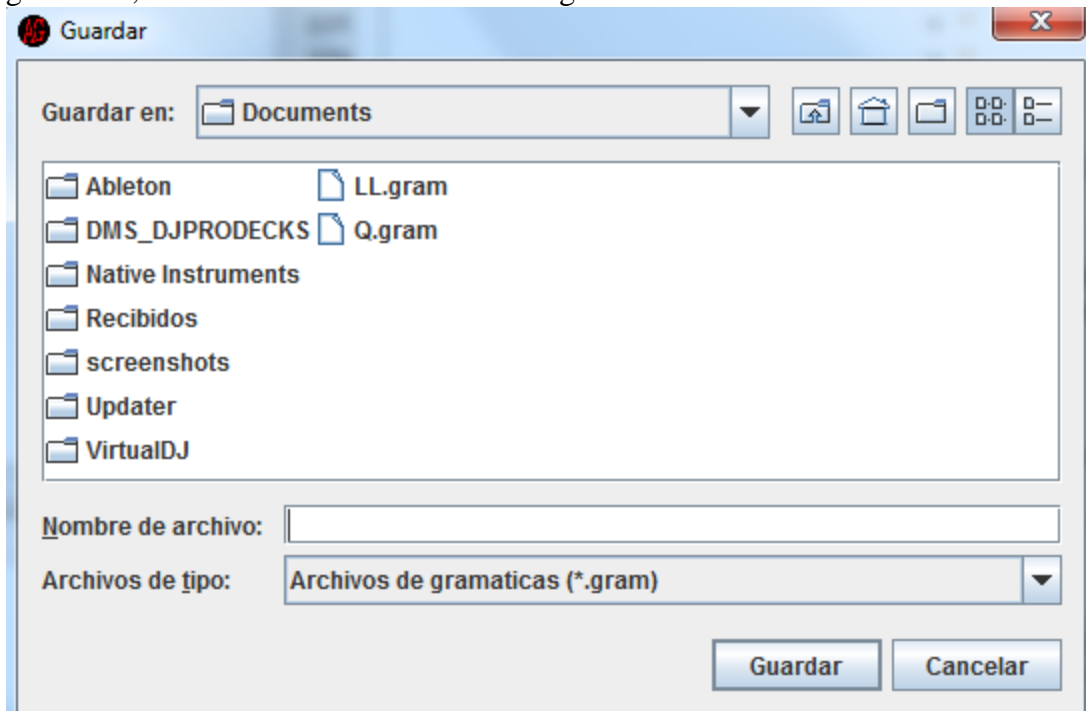 Guardar
Guardar en: Documents
Ableton LL.gram
DMS_DJPRODECKS Q.gram
Native Instruments
Recibidos
screenshots
Updater
VirtualDJ
Nombre de archivo:
Archivos de tipo: Archivos de gramaticas (*.gram)
Guardar Cancelar